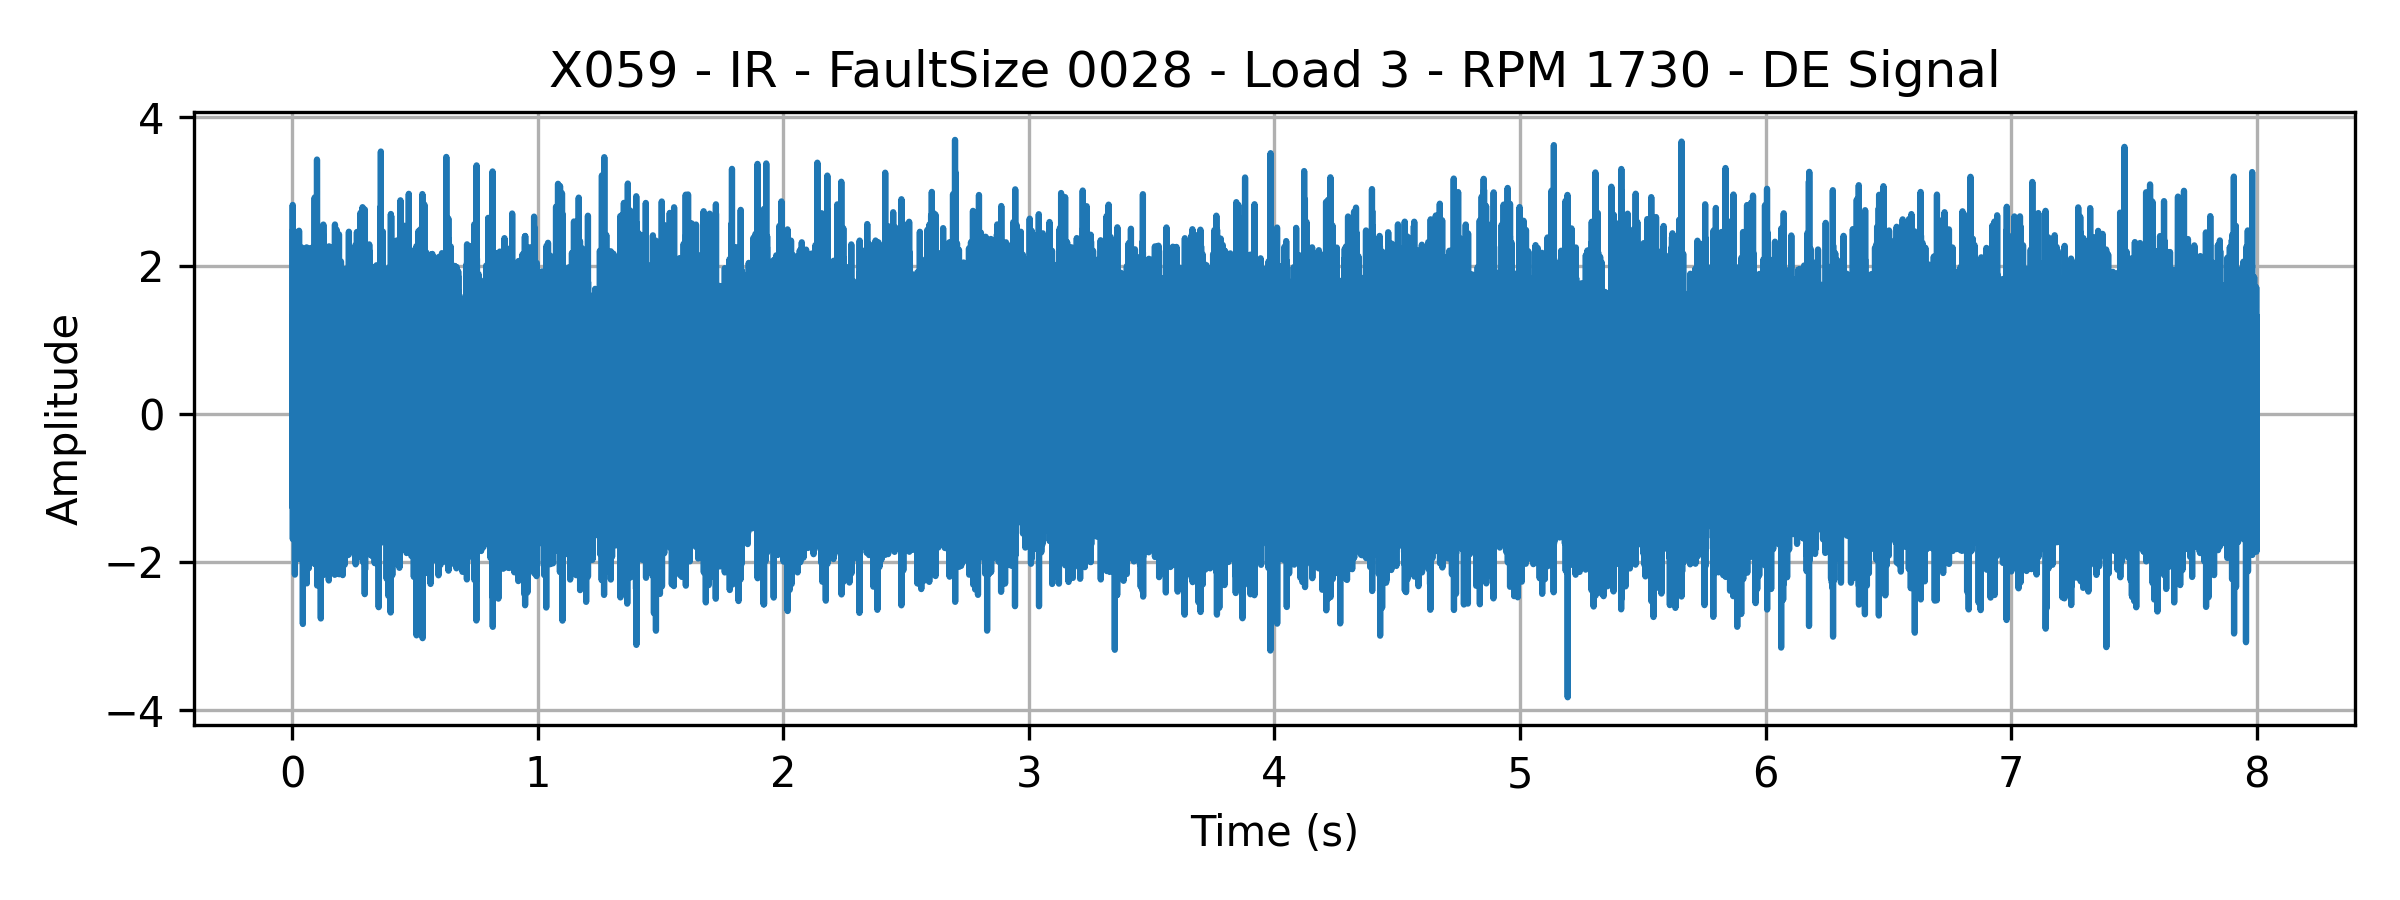 X059 - IR - FaultSize 0028 - Load 3 - RPM 1730 - DE Signal
4
2
0
−2
−4
Amplitude
0 1 2 3 4 5 6 7 8
Time (s)